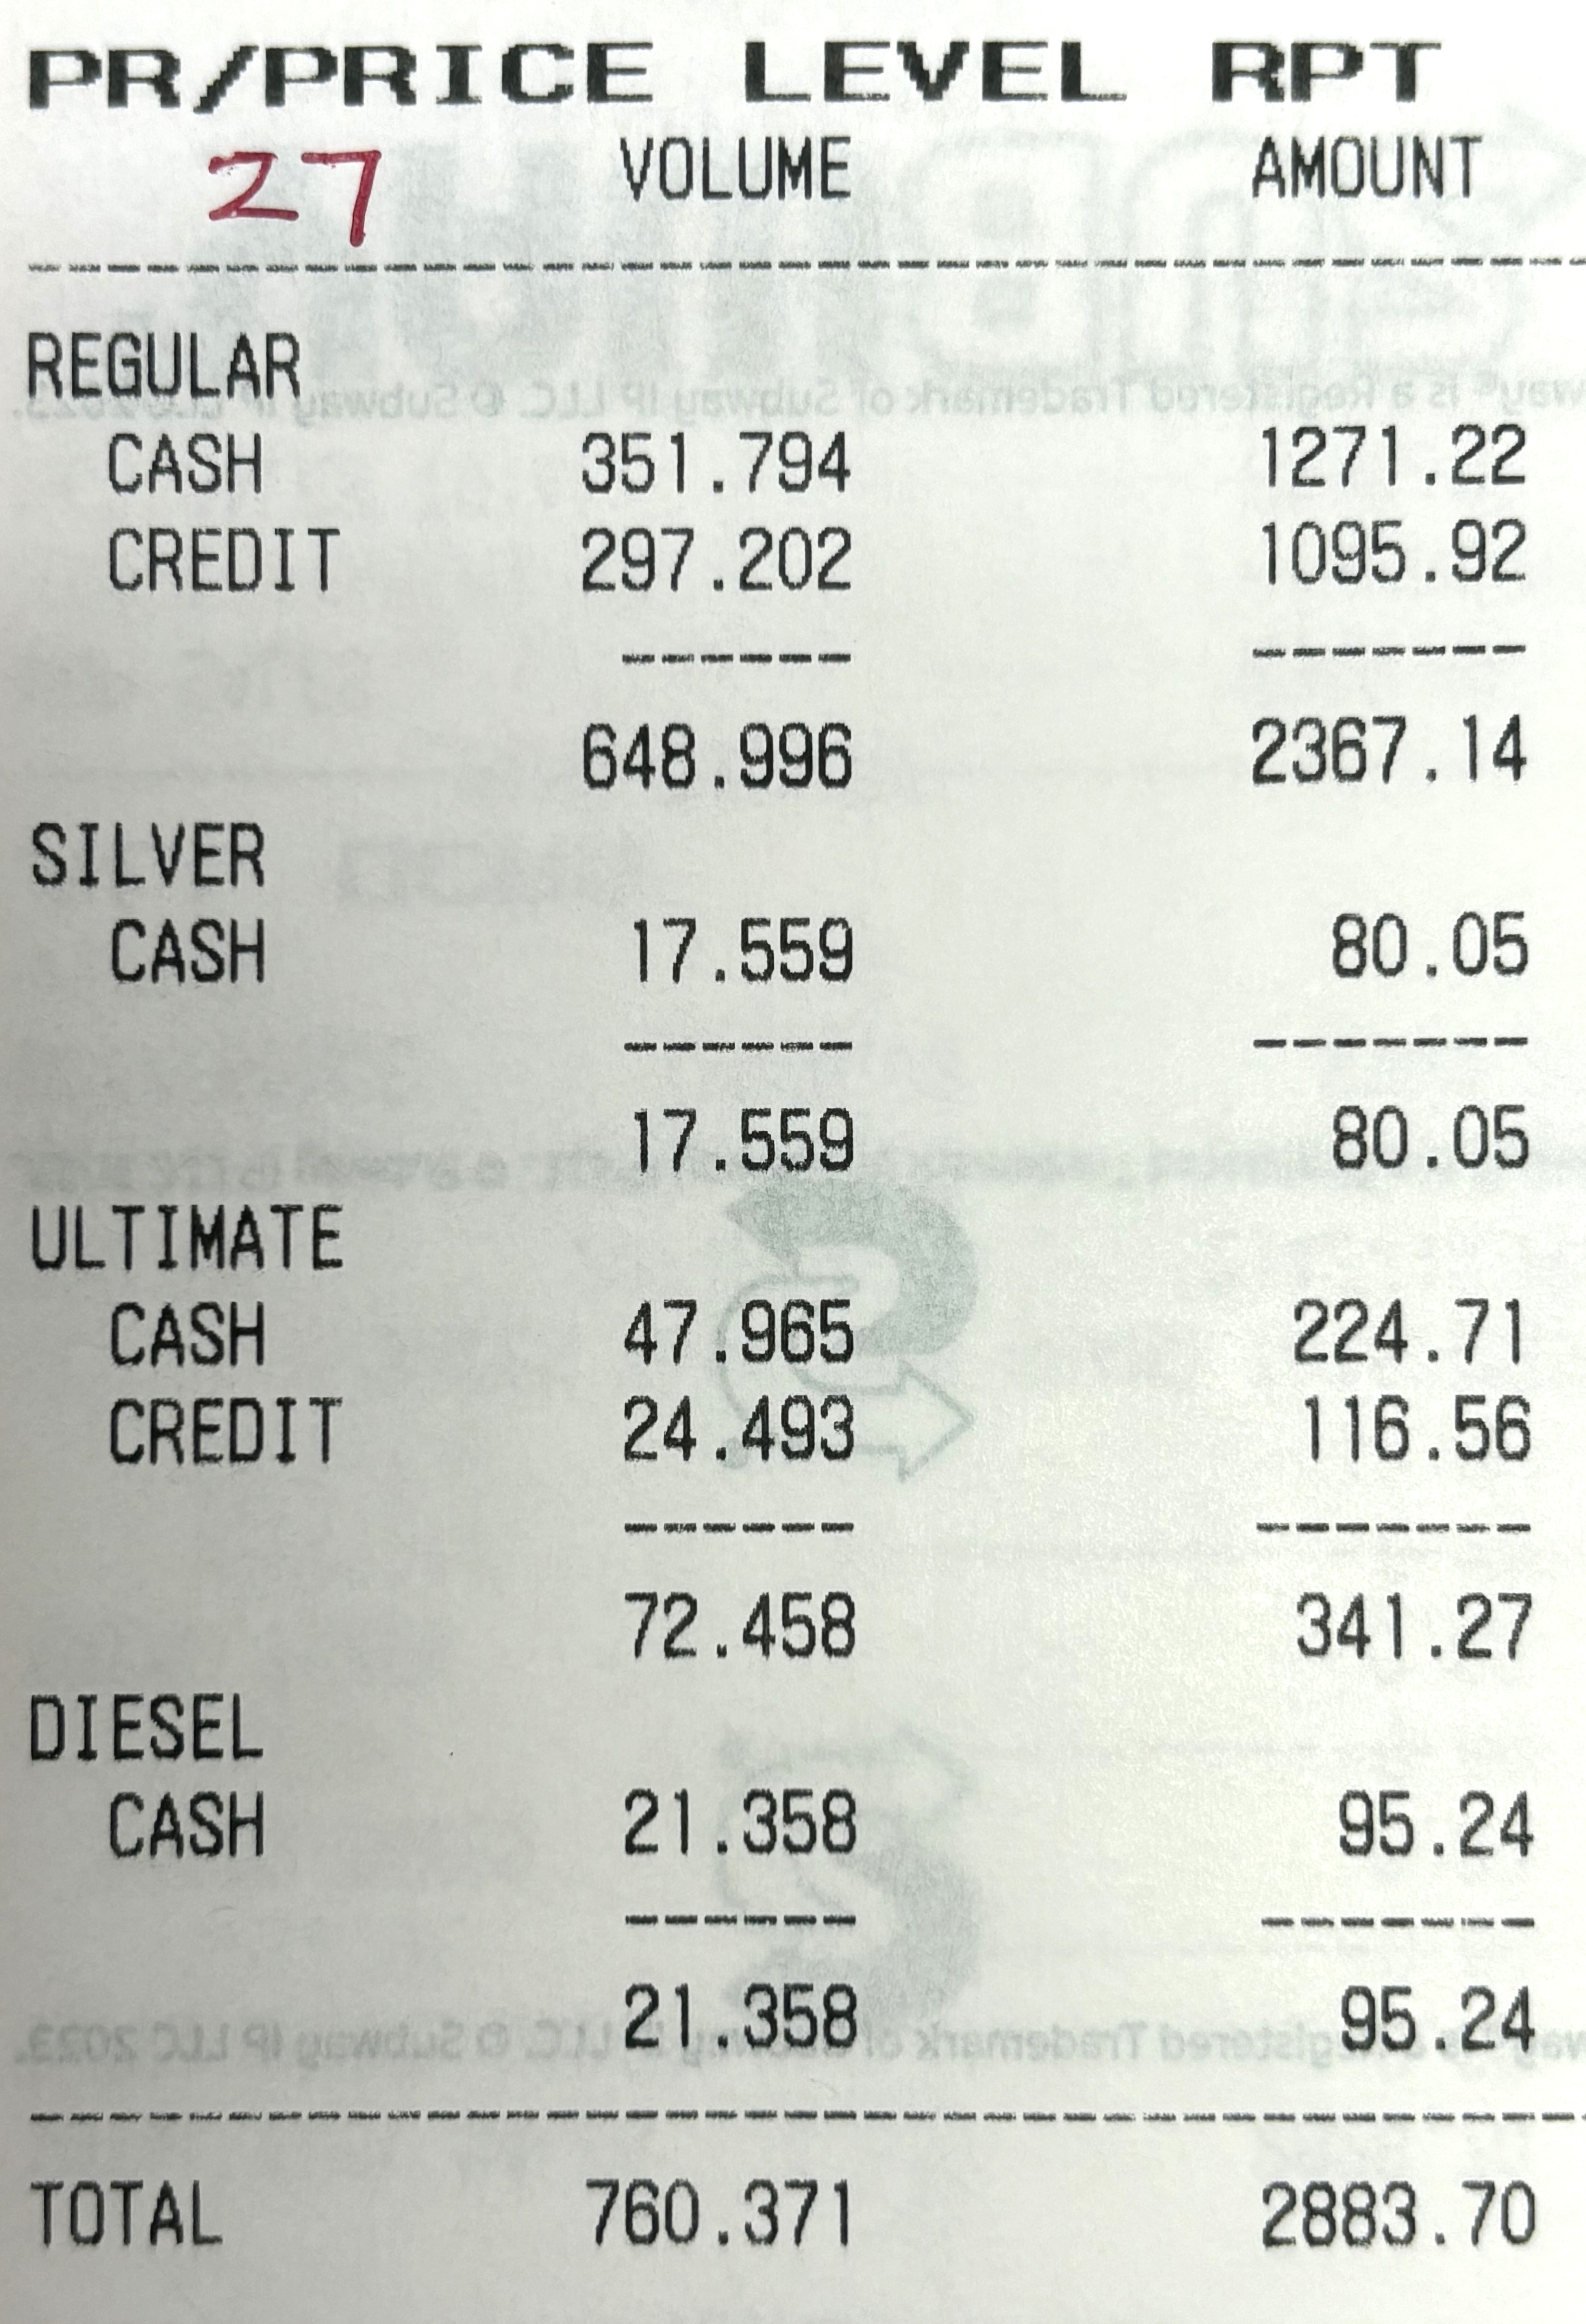 PR/PRICE LEVEL RPT
27 VOLUME AMOUNT
REGULAR
CASH 351.794 1271.22
CREDIT 297.202 1095.92
648.996 2367.14
SILVER
CASH 17.559 80.05
17.559 80.05
ULTIMATE
CASH 47.965 224.71
CREDIT 24.493 116.56
72.458 341.27
DIESEL
CASH 21.358 95.24
21.358 95.24
TOTAL 760.371 2883.70